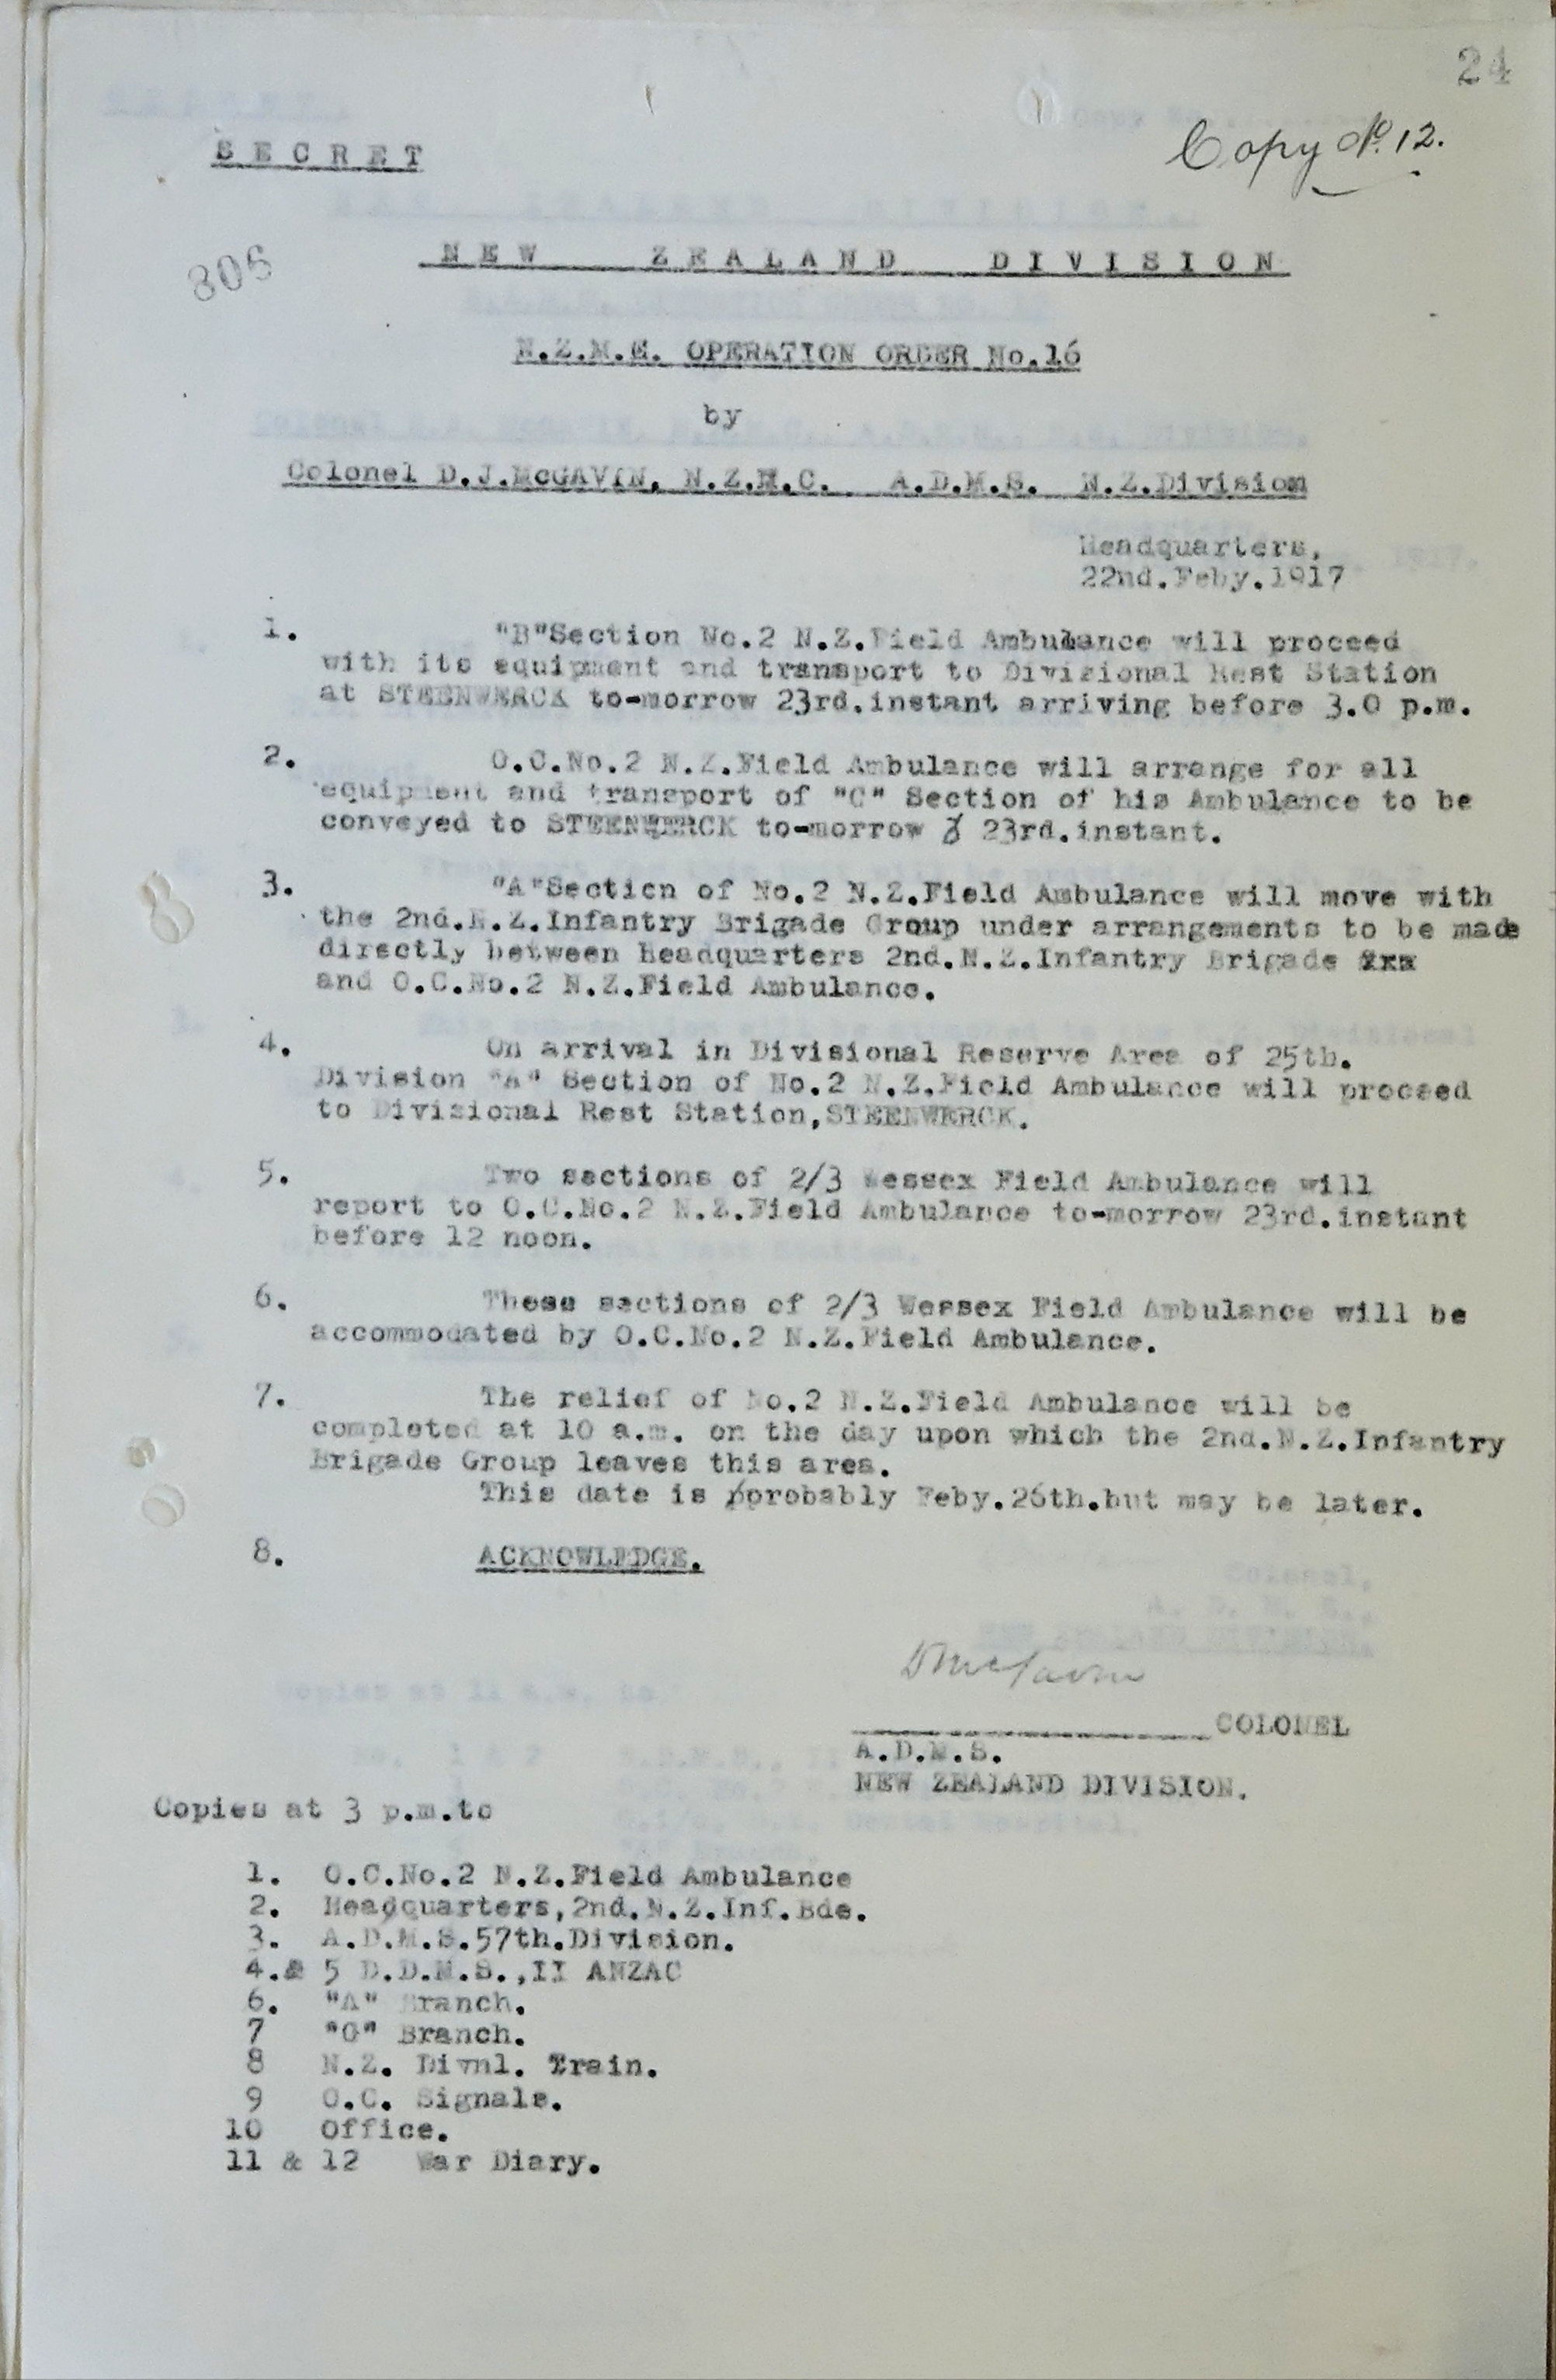 24
SECRET
Copy No. 12.
NEW ZEALAND DIVISION
806
N.Z.M.E. OPERATION ORDER No.16
by
Colonel D.J.McGAVIN, N.Z.M.C. A.D.M.S. N.Z.Division
Headquarters,
22nd.Feby.1917
1. "B"Section No.2 N.Z.Field Ambulance will proceed
with its equipment and transport to Divisional Rest Station
at STEENWERCK to-morrow 23rd.instant arriving before 3.0 p.m.
2. O.C.No.2 N.Z.Field Ambulance will arrange for all
equipment and transport of "C" Section of his Ambulance to be
conveyed to STEENWERCK to-morrow 23rd.instant.
3. "A"Section of No.2 N.Z.Field Ambulance will move with
the 2nd.N.Z.Infantry Brigade Group under arrangements to be made
directly between Headquarters 2nd.N.Z.Infantry Brigade
and O.C.No.2 N.Z.Field Ambulance.
4. On arrival in Divisional Reserve Area of 25th.
Division "A" Section of No.2 N.Z.Field Ambulance will proceed
to Divisional Rest Station,STEENWERCK.
5. Two sections of 2/3 Wessex Field Ambulance will
report to O.C.No.2 N.Z.Field Ambulance to-morrow 23rd.instant
before 12 noon.
6. These sections of 2/3 Wessex Field Ambulance will be
accommodated by O.C.No.2 N.Z.Field Ambulance.
7. The relief of No.2 N.Z.Field Ambulance will be
completed at 10 a.m. on the day upon which the 2nd.N.Z.Infantry
Brigade Group leaves this area.
This date is probably Feby.26th.but may be later.
8. ACKNOWLEDGE.
DMcGavin
COLONEL
A.D.M.S.
NEW ZEALAND DIVISION.
Copies at 3 p.m.to
1. O.C.No.2 N.Z.Field Ambulance
2. Headquarters,2nd.N.Z.Inf.Bde.
3. A.D.M.S.57th.Division.
4.& 5 D.D.M.S.,II ANZAC
6. "A" Branch.
7 "G" Branch.
8 N.Z. Divnl. Train.
9 O.C. Signals.
10 Office.
11 & 12 War Diary.